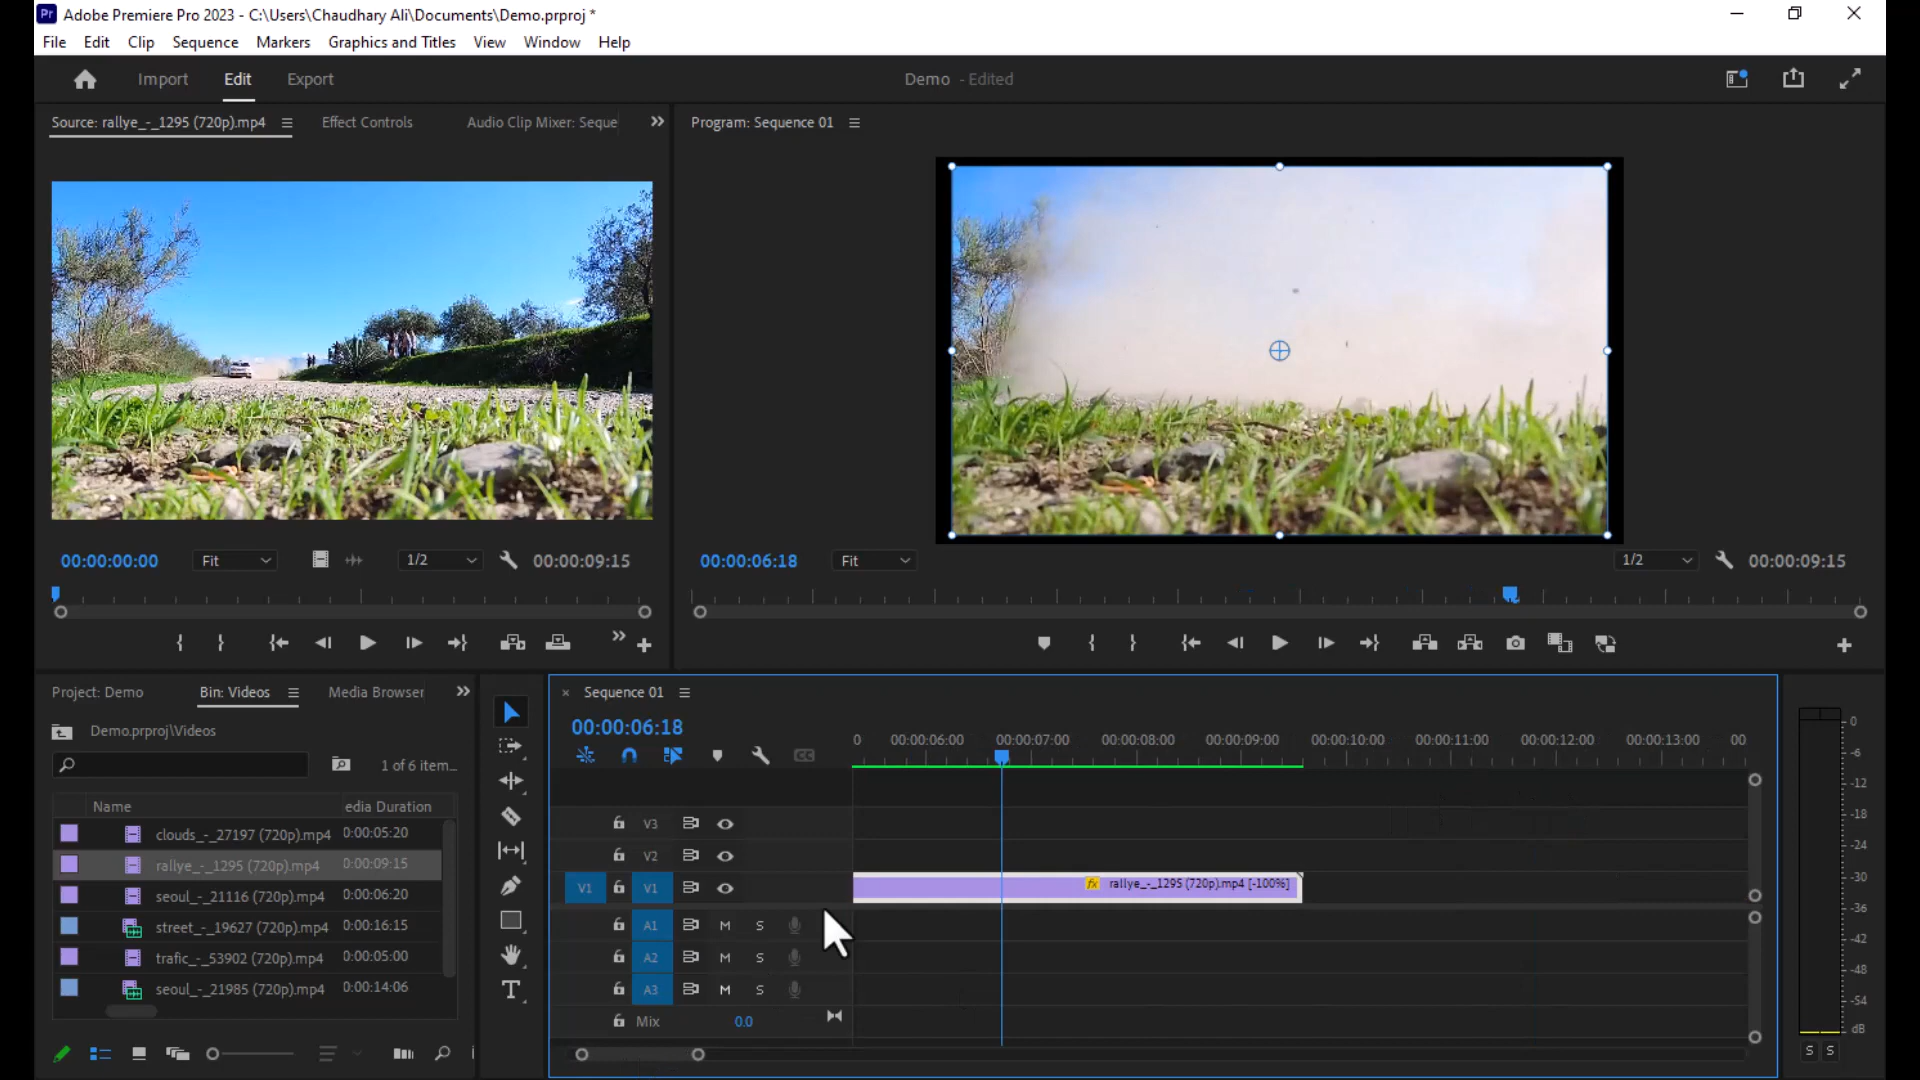 Pr Adobe Premiere Pro 2023 - C:\Users\Chaudhary Ali\Documents\Demo.prproj *
File Edit Clip Sequence Markers Graphics and Titles View Window Help
Import Edit Export
Demo - Edited
Source: rallye_-_1295 (720p).mp4
Effect Controls
Audio Clip Mixer: Seque
Program: Sequence 01
00:00:00:00
Fit
1/2
00:00:09:15
00:00:06:18
Fit
1/2
00:00:09:15
Project: Demo
Bin: Videos
Media Browser
Demo.prproj\Videos
1 of 6 item...
Name
edia Duration
clouds_-_27197 (720p).mp4 0:00:05:20
rallye_-_1295 (720p).mp4 0:00:09:15
seoul_-_21116 (720p).mp4 0:00:06:20
street_-_19627 (720p).mp4 0:00:16:15
trafic_-_53902 (720p).mp4 0:00:05:00
seoul_-_21985 (720p).mp4 0:00:14:06
T
× Sequence 01
00:00:06:18
0 00:00:06:00 00:00:07:00 00:00:08:00 00:00:09:00 00:00:10:00 00:00:11:00 00:00:12:00 00:00:13:00 00:
CC
V3
V2
V1 V1
fx rallye_-_1295 (720p).mp4 [-100%]
A1 M S
A2 M S
A3 M S
Mix 0.0
0
-6
-12
-18
-24
-30
-36
-42
-48
-54
dB
S S